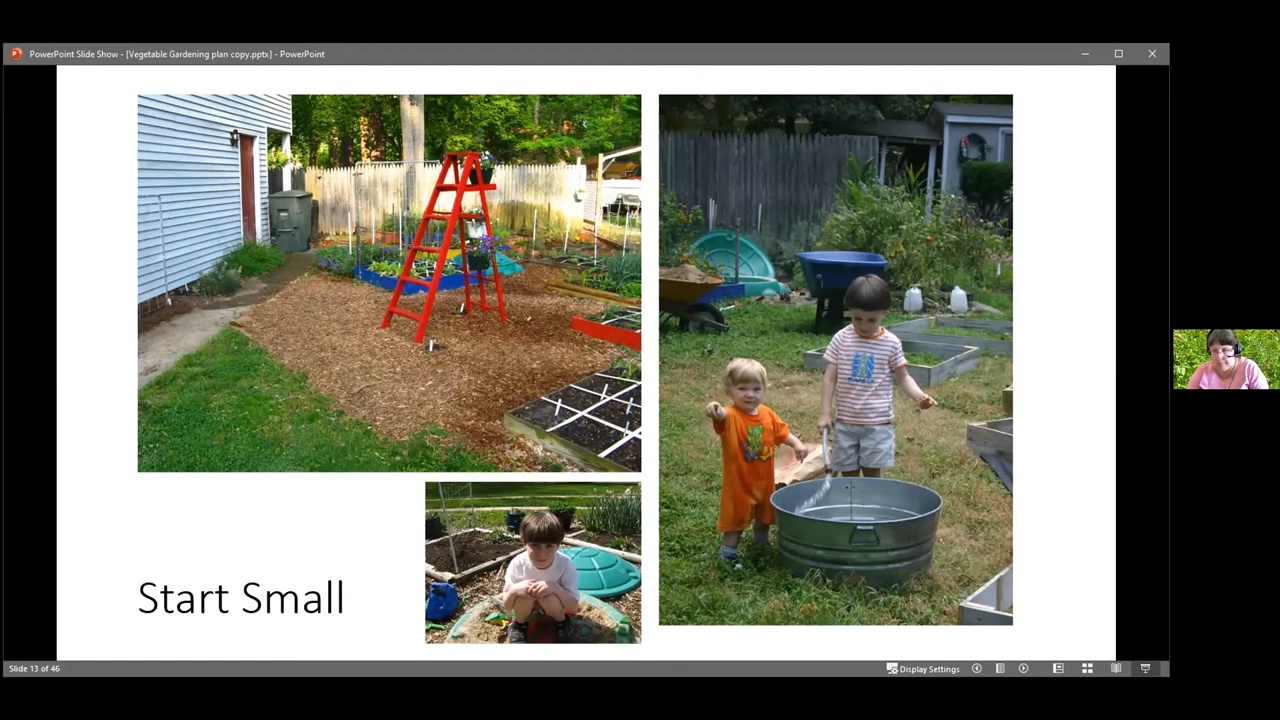 PowerPoint Slide Show - [Vegetable Gardening plan copy.pptx] - PowerPoint
Start Small
Slide 13 of 46
Display Settings